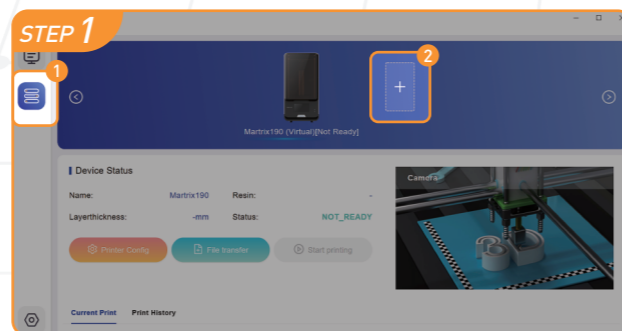 STEP 1
1
2
Martrix190 (Virtual)[Not Ready]
Device Status
Name: Martrix190 Resin: -
Layerthickness: -mm Status: NOT_READY
Printer Config File transfer Start printing
Camera
Current Print Print History